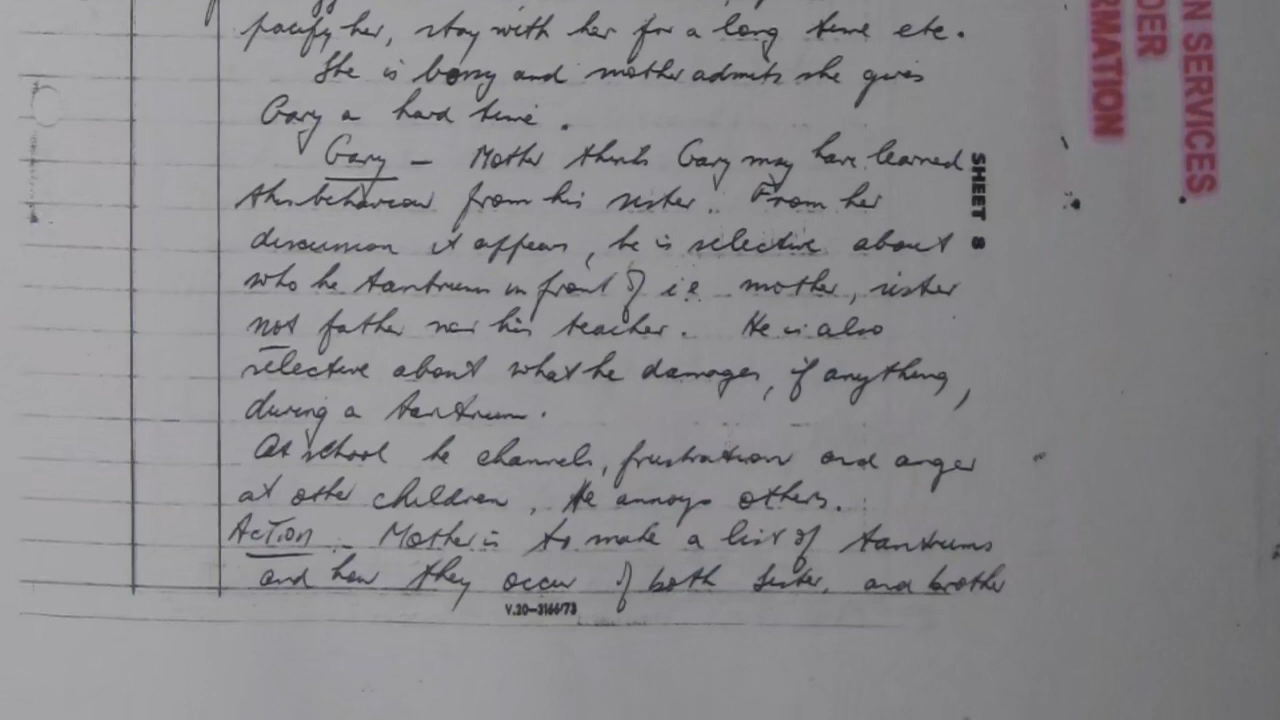 pacify her, stay with her for a long time etc.
She is bossy and mother admits she gives
Gary a hard time.
Gary - Mother thinks Gary may have learned
this behaviour from his sister. From her
discussion it appears, he is selective about
who he tantrums in front of i.e. mother, sister
not father nor his teacher. He is also
selective about what he damages, if anything,
during a tantrum.
At school he channels, frustration and anger
at other children. He annoys others.
Action - Mother is to make a list of tantrums
and how they occur of both sister, and brother
V.20-3166/73
SHEET 8
N SERVICES
DER
RMATION